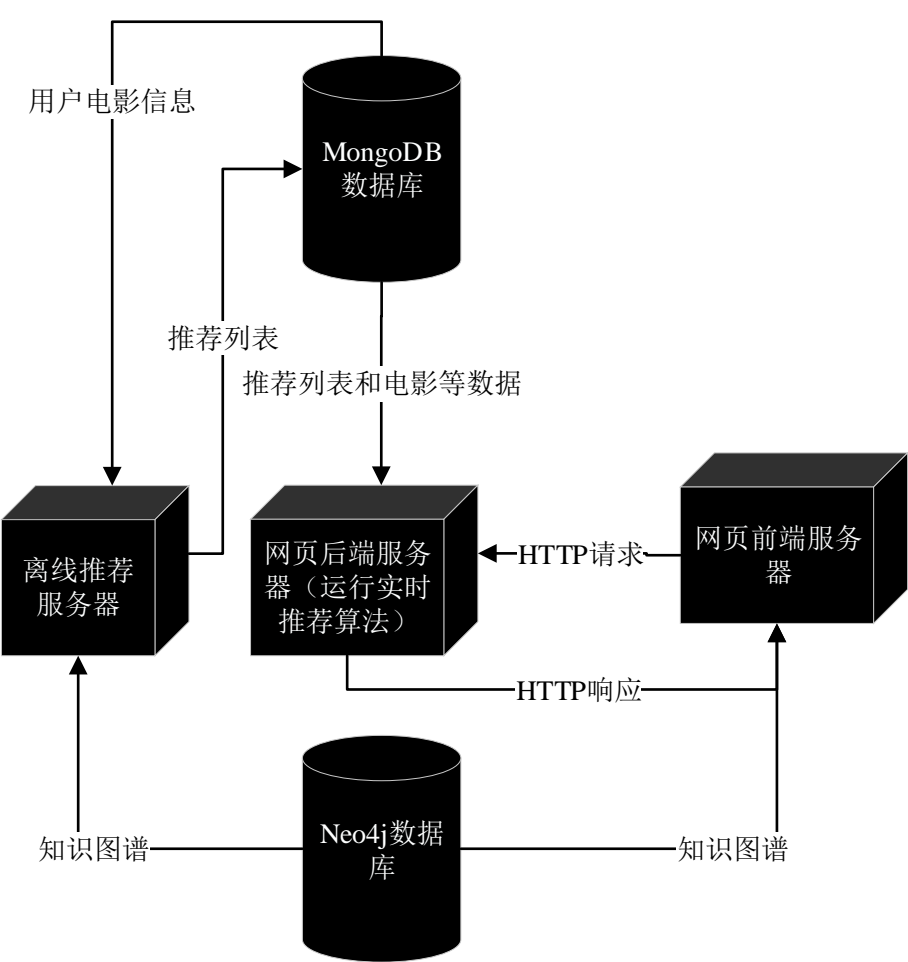 用户电影信息
MongoDB
数据库
推荐列表
推荐列表和电影等数据
离线推荐
服务器
网页后端服务
器（运行实时
推荐算法）
HTTP请求
网页前端服务
器
HTTP响应
知识图谱
Neo4j数据
库
知识图谱